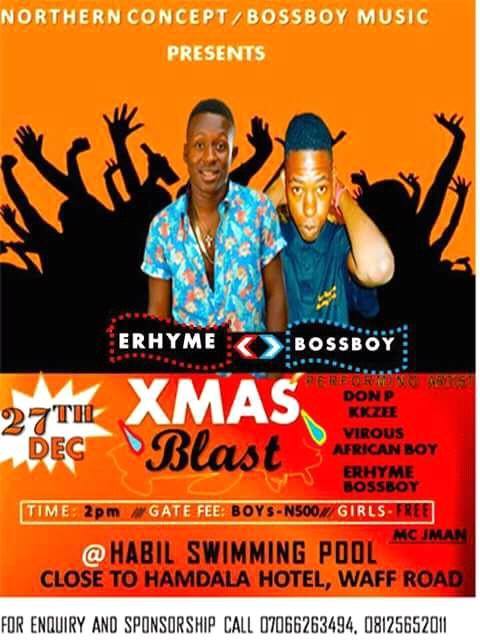 NORTHERN CONCEPT/BOSSBOY MUSIC
PRESENTS
ERHYME <> BOSSBOY
27TH
DEC
XMAS
Blast
PERFORMING ARTIST
DON P
KKZEE
VIROUS
AFRICAN BOY
ERHYME
BOSSBOY
TIME: 2pm /// GATE FEE: BOYs-N500/// GIRLS-FREE
MC JMAN
@ HABIL SWIMMING POOL
CLOSE TO HAMDALA HOTEL, WAFF ROAD
FOR ENQUIRY AND SPONSORSHIP CALL 07066263494, 08125652011